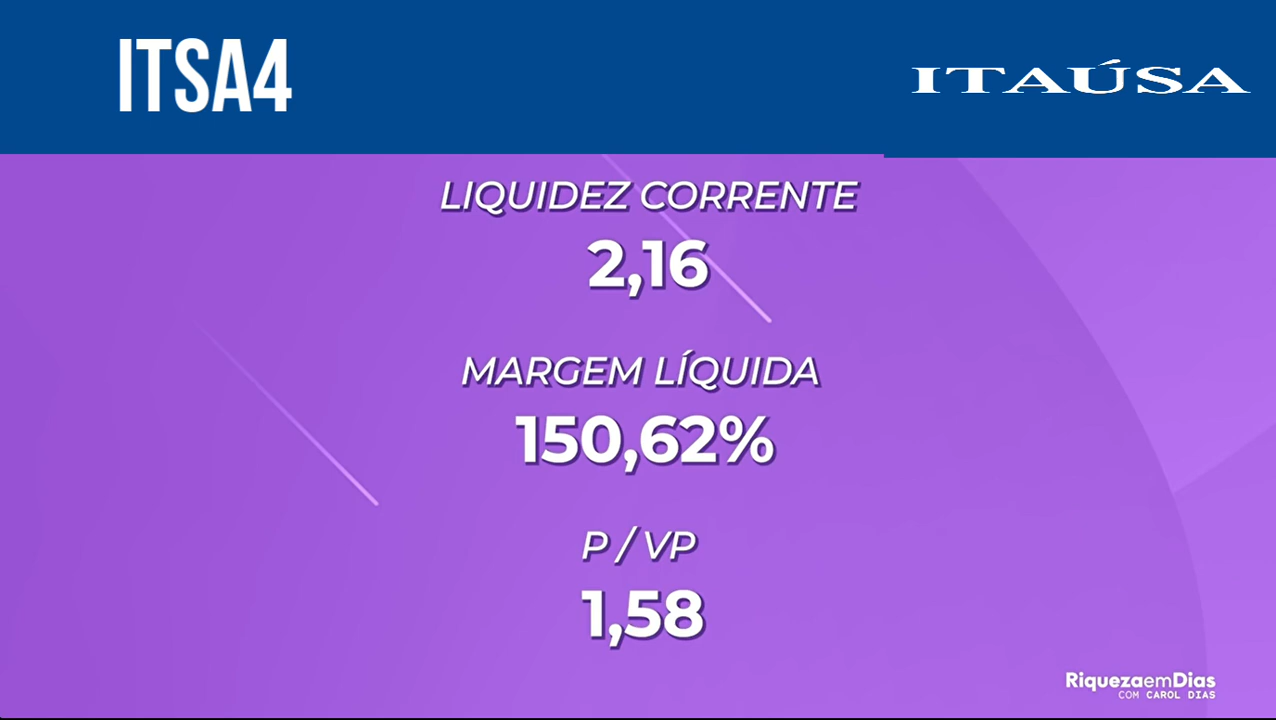 ITSA4
ITAÚSA
LIQUIDEZ CORRENTE
2,16
MARGEM LÍQUIDA
150,62%
P / VP
1,58
RiquezaemDias
COM CAROL DIAS